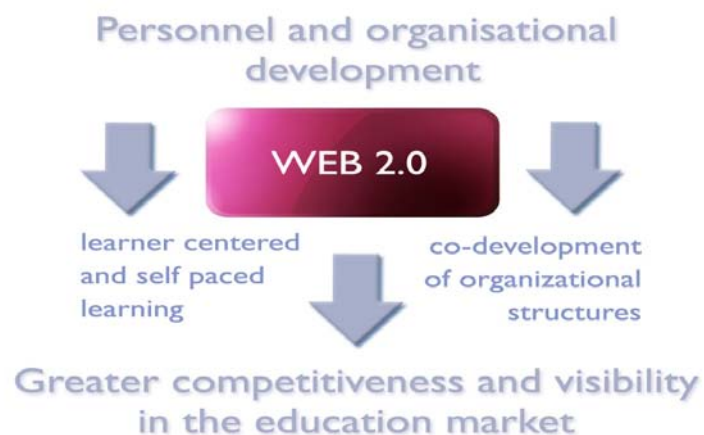 Personnel and organisational
development
WEB 2.0
learner centered
and self paced
learning
co-development
of organizational
structures
Greater competitiveness and visibility
in the education market